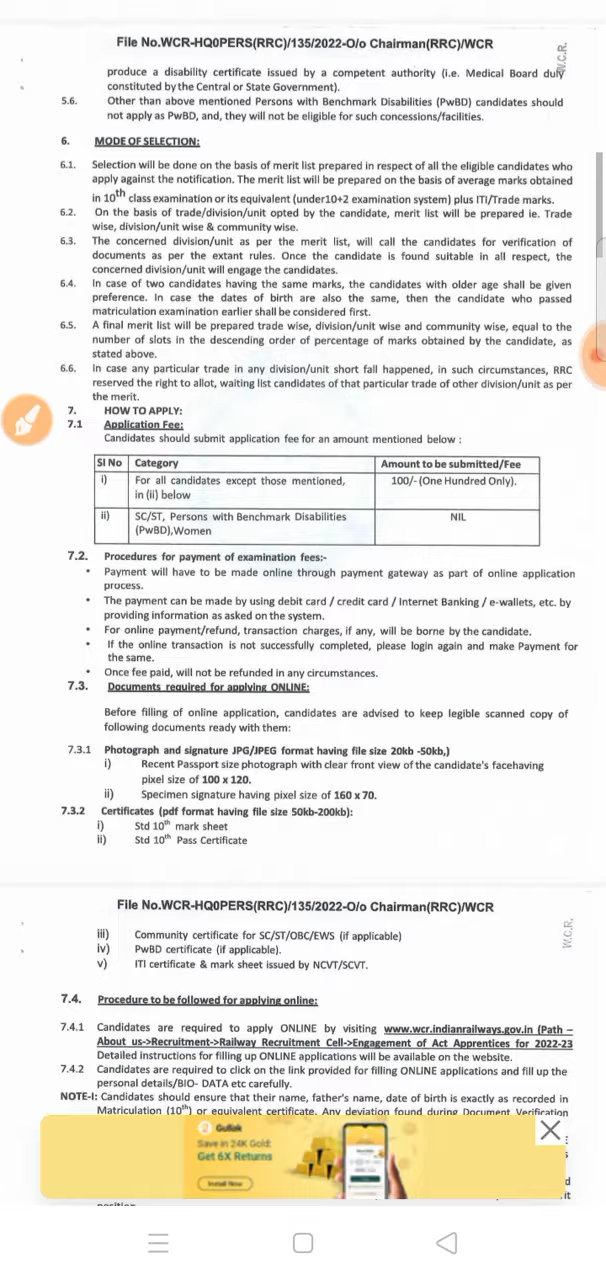 File No.WCR-HQ0PERS(RRC)/135/2022-O/o Chairman(RRC)/WCR
W.C.R.
produce a disability certificate issued by a competent authority (i.e. Medical Board duly
constituted by the Central or State Government).
5.6. Other than above mentioned Persons with Benchmark Disabilities (PwBD) candidates should
not apply as PwBD, and, they will not be eligible for such concessions/facilities.
6. MODE OF SELECTION:
6.1. Selection will be done on the basis of merit list prepared in respect of all the eligible candidates who
apply against the notification. The merit list will be prepared on the basis of average marks obtained
in 10th class examination or its equivalent (under10+2 examination system) plus ITI/Trade marks.
6.2. On the basis of trade/division/unit opted by the candidate, merit list will be prepared ie. Trade
wise, division/unit wise & community wise.
6.3. The concerned division/unit as per the merit list, will call the candidates for verification of
documents as per the extant rules. Once the candidate is found suitable in all respect, the
concerned division/unit will engage the candidates.
6.4. In case of two candidates having the same marks, the candidates with older age shall be given
preference. In case the dates of birth are also the same, then the candidate who passed
matriculation examination earlier shall be considered first.
6.5. A final merit list will be prepared trade wise, division/unit wise and community wise, equal to the
number of slots in the descending order of percentage of marks obtained by the candidate, as
stated above.
6.6. In case any particular trade in any division/unit short fall happened, in such circumstances, RRC
reserved the right to allot, waiting list candidates of that particular trade of other division/unit as per
the merit.
7. HOW TO APPLY:
7.1 Application Fee:
Candidates should submit application fee for an amount mentioned below :
Sl No Category Amount to be submitted/Fee
i) For all candidates except those mentioned, 100/- (One Hundred Only).
in (ii) below
ii) SC/ST, Persons with Benchmark Disabilities NIL
(PwBD),Women
7.2. Procedures for payment of examination fees:-
• Payment will have to be made online through payment gateway as part of online application
process.
• The payment can be made by using debit card / credit card / Internet Banking / e-wallets, etc. by
providing information as asked on the system.
• For online payment/refund, transaction charges, if any, will be borne by the candidate.
• If the online transaction is not successfully completed, please login again and make Payment for
the same.
• Once fee paid, will not be refunded in any circumstances.
7.3. Documents required for applying ONLINE:
Before filling of online application, candidates are advised to keep legible scanned copy of
following documents ready with them:
7.3.1 Photograph and signature JPG/JPEG format having file size 20kb -50kb,)
i) Recent Passport size photograph with clear front view of the candidate's facehaving
pixel size of 100 x 120.
ii) Specimen signature having pixel size of 160 x 70.
7.3.2 Certificates (pdf format having file size 50kb-200kb):
i) Std 10th mark sheet
ii) Std 10th Pass Certificate
File No.WCR-HQ0PERS(RRC)/135/2022-O/o Chairman(RRC)/WCR
W.C.R.
iii) Community certificate for SC/ST/OBC/EWS (if applicable)
iv) PwBD certificate (if applicable).
v) ITI certificate & mark sheet issued by NCVT/SCVT.
7.4. Procedure to be followed for applying online:
7.4.1 Candidates are required to apply ONLINE by visiting www.wcr.indianrailways.gov.in (Path –
About us->Recruitment->Railway Recruitment Cell->Engagement of Act Apprentices for 2022-23
Detailed instructions for filling up ONLINE applications will be available on the website.
7.4.2 Candidates are required to click on the link provided for filling ONLINE applications and fill up the
personal details/BIO- DATA etc carefully.
NOTE-I: Candidates should ensure that their name, father's name, date of birth is exactly as recorded in
Matriculation (10th) or equivalent certificate. Any deviation found during Document Verification
Gullak
Save in 24K Gold:
Get 6X Returns
Install Now